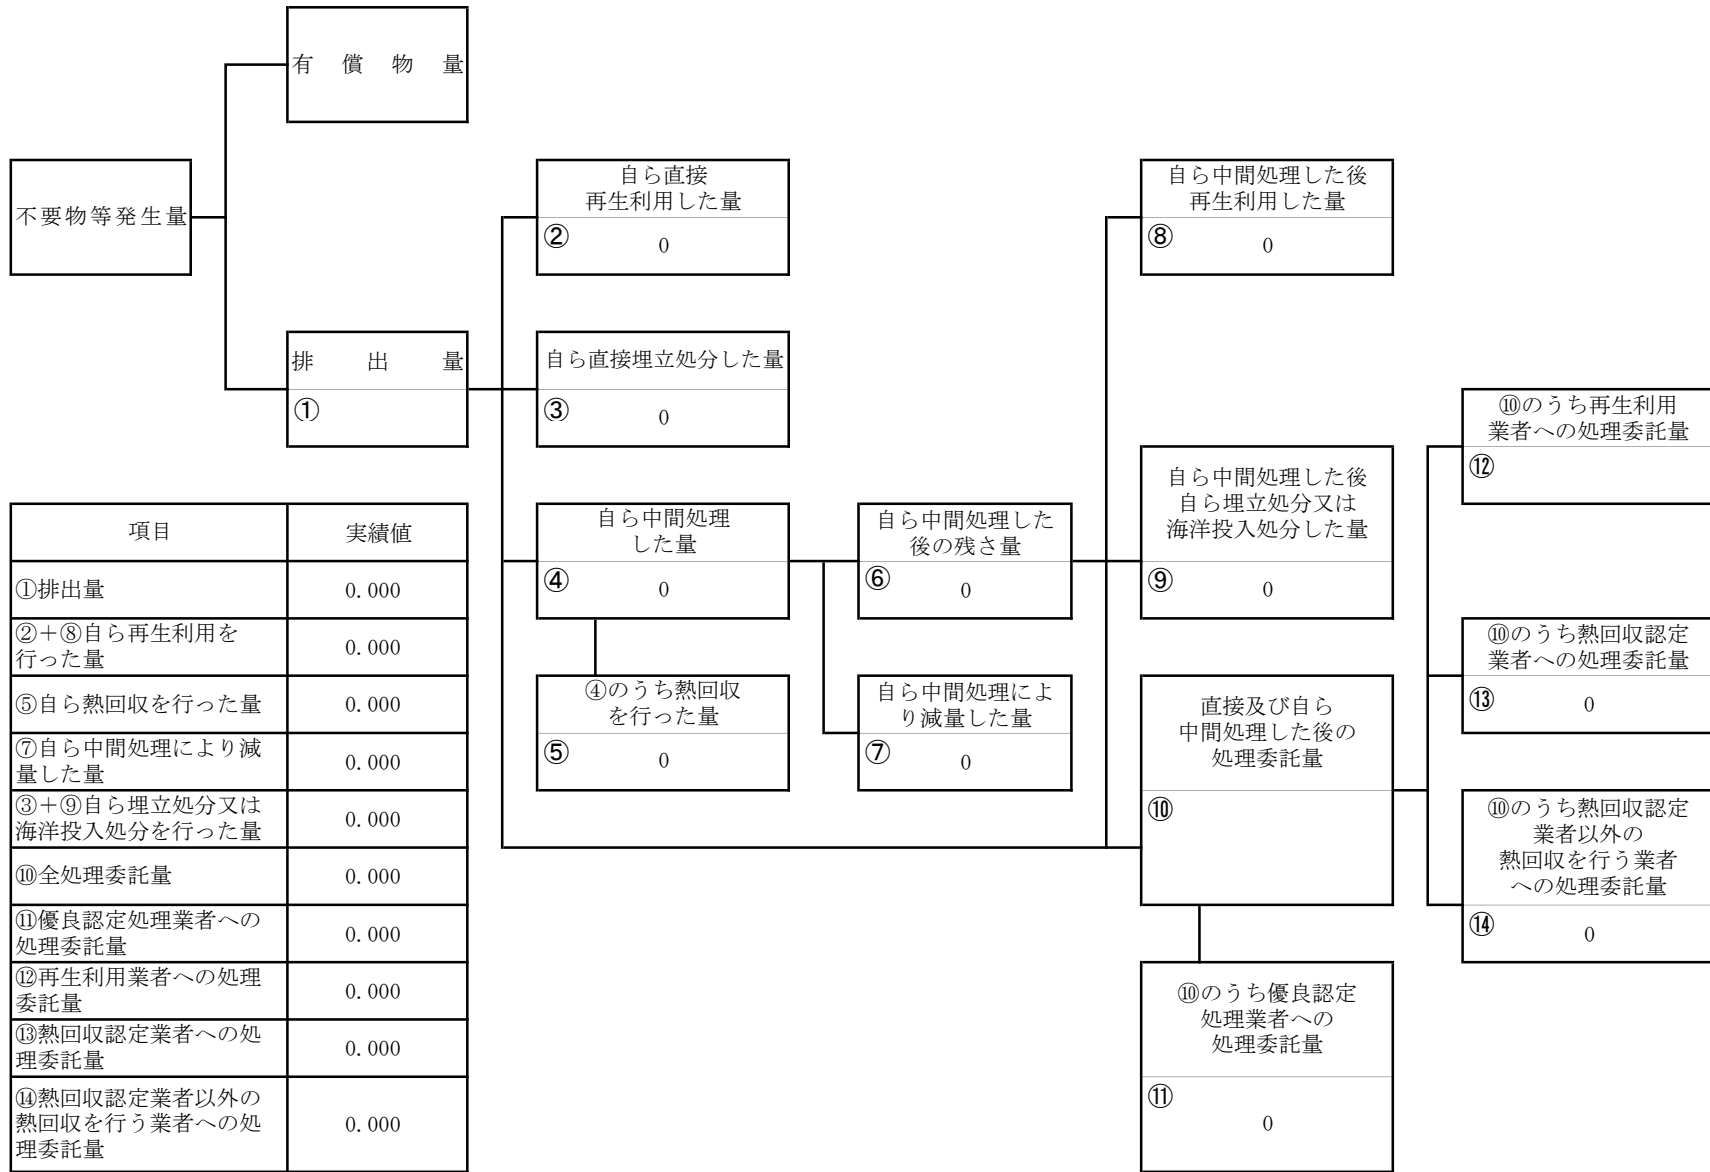 有償物量
不要物等発生量
自ら直接
再生利用した量
②
0
自ら中間処理した後
再生利用した量
⑧
0
排出量
①
自ら直接埋立処分した量
③
0
⑩のうち再生利用
業者への処理委託量
⑫
自ら中間処理
した量
④
0
自ら中間処理した
後の残さ量
⑥
0
自ら中間処理した後
自ら埋立処分又は
海洋投入処分した量
⑨
0
⑩のうち熱回収認定
業者への処理委託量
⑬
0
④のうち熱回収
を行った量
⑤
0
自ら中間処理によ
り減量した量
⑦
0
直接及び自ら
中間処理した後の
処理委託量
⑩
⑩のうち熱回収認定
業者以外の
熱回収を行う業者
への処理委託量
⑭
0
⑩のうち優良認定
処理業者への
処理委託量
⑪
0
項目
実績値
①排出量
0.000
②+⑧自ら再生利用を
行った量
0.000
⑤自ら熱回収を行った量
0.000
⑦自ら中間処理により減
量した量
0.000
③+⑨自ら埋立処分又は
海洋投入処分を行った量
0.000
⑩全処理委託量
0.000
⑪優良認定処理業者への
処理委託量
0.000
⑫再生利用業者への処理
委託量
0.000
⑬熱回収認定業者への処
理委託量
0.000
⑭熱回収認定業者以外の
熱回収を行う業者への処
理委託量
0.000